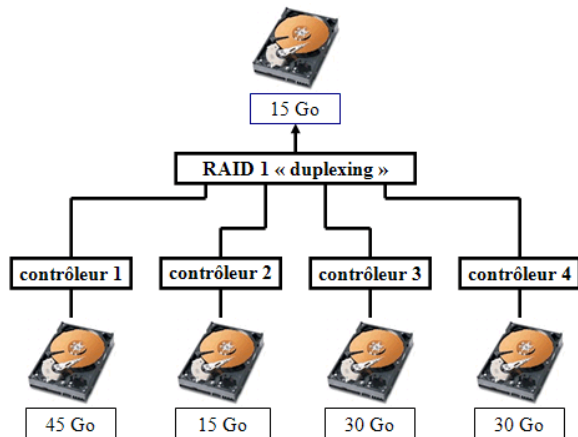 15 Go
RAID 1 « duplexing »
contrôleur 1
contrôleur 2
contrôleur 3
contrôleur 4
45 Go
15 Go
30 Go
30 Go